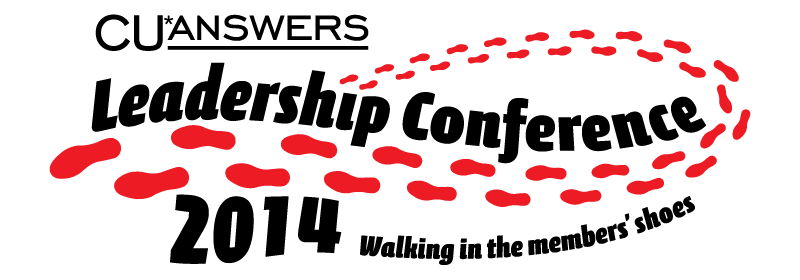 CU*ANSWERS
Leadership Conference
2014
Walking in the members' shoes